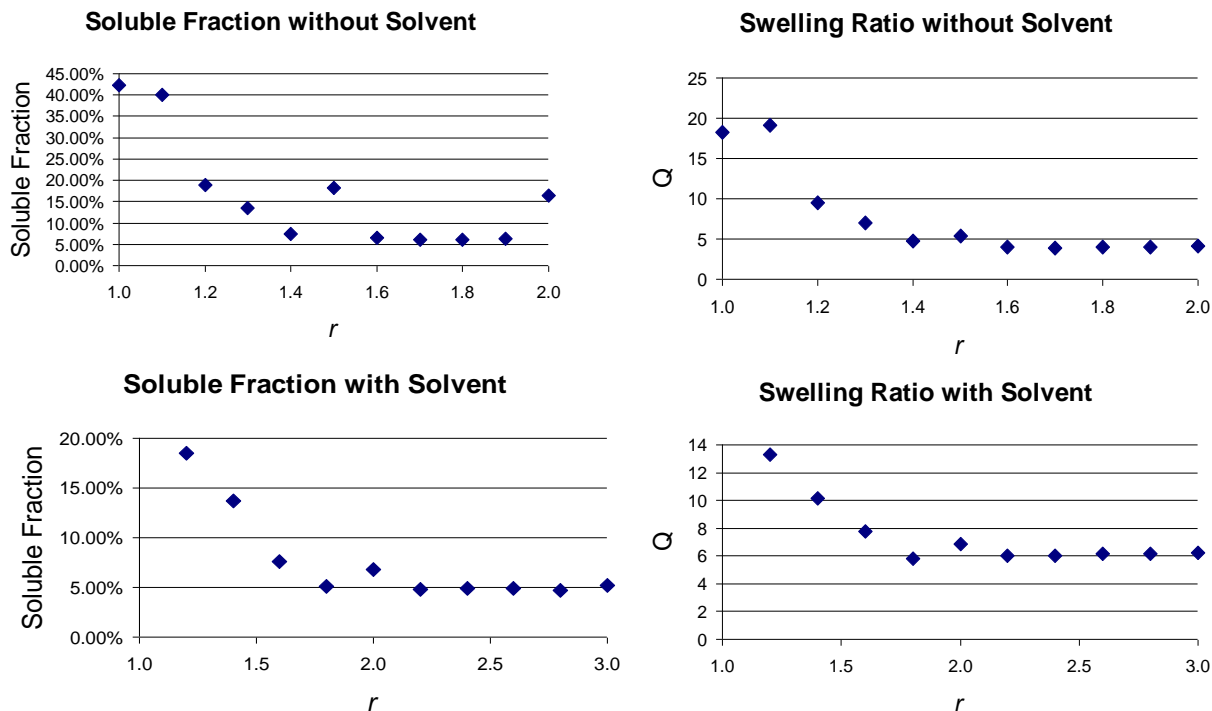 Soluble Fraction without Solvent
45.00%
40.00%
35.00%
30.00%
25.00%
20.00%
15.00%
10.00%
5.00%
0.00%
Soluble Fraction
1.0 1.2 1.4 1.6 1.8 2.0
r
Swelling Ratio without Solvent
25
20
15
10
5
0
Q
1.0 1.2 1.4 1.6 1.8 2.0
r
Soluble Fraction with Solvent
20.00%
15.00%
10.00%
5.00%
0.00%
Soluble Fraction
1.0 1.5 2.0 2.5 3.0
r
Swelling Ratio with Solvent
14
12
10
8
6
4
2
0
Q
1.0 1.5 2.0 2.5 3.0
r